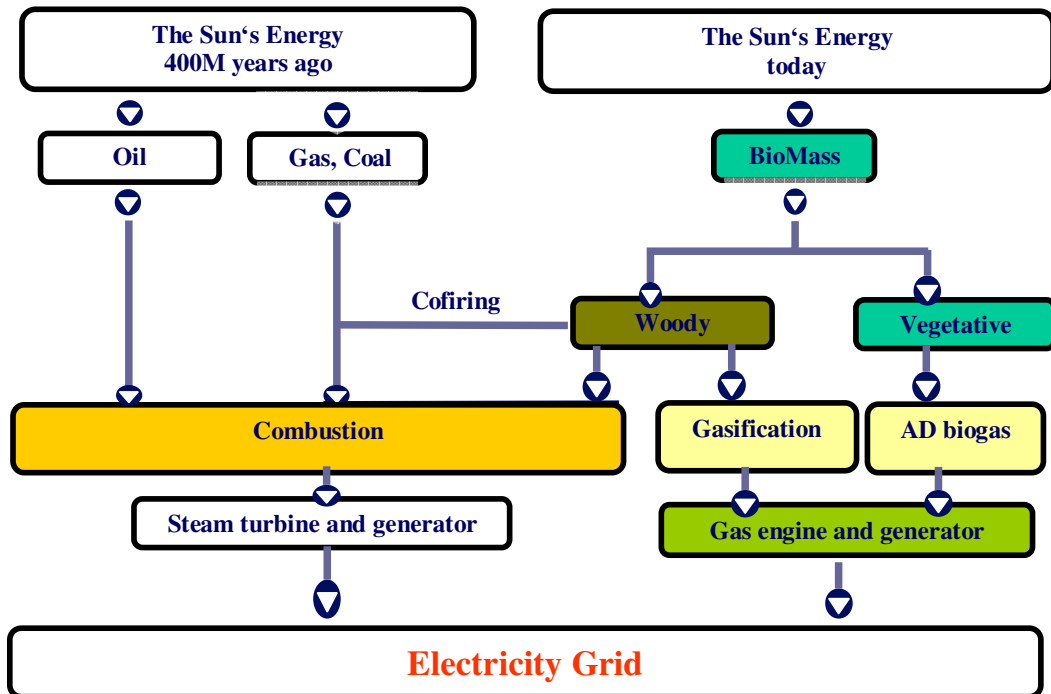 The Sun‘s Energy
400M years ago
The Sun‘s Energy
today
Oil
Gas, Coal
BioMass
Cofiring
Woody
Vegetative
Combustion
Gasification
AD biogas
Steam turbine and generator
Gas engine and generator
Electricity Grid